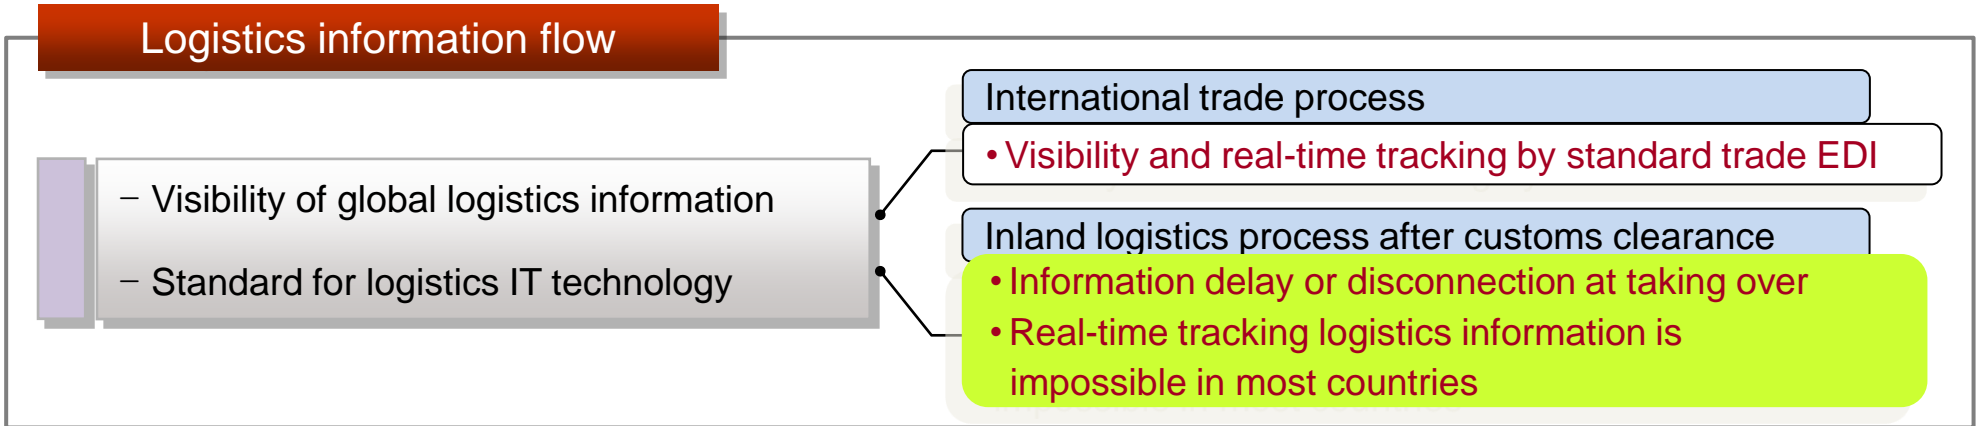 Logistics information flow
International trade process
• Visibility and real-time tracking by standard trade EDI
– Visibility of global logistics information
– Standard for logistics IT technology
Inland logistics process after customs clearance
• Information delay or disconnection at taking over
• Real-time tracking logistics information is
impossible in most countries